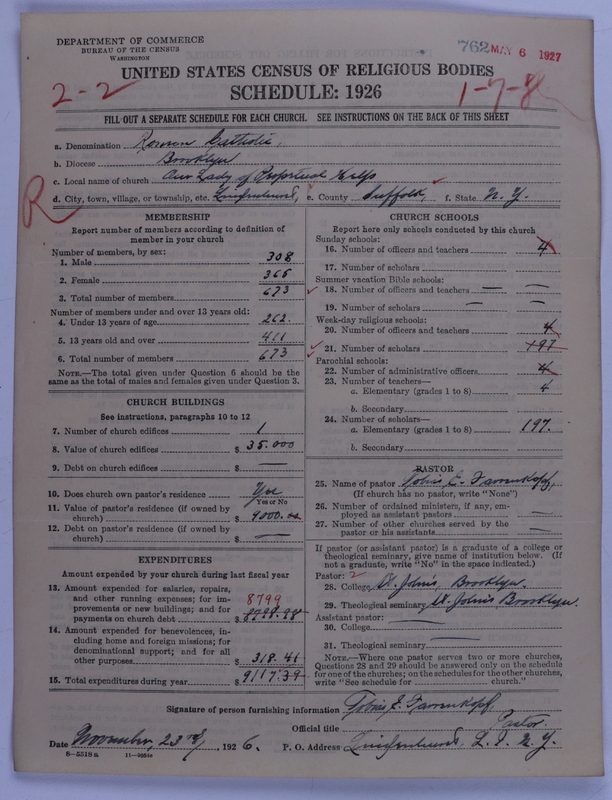 DEPARTMENT OF COMMERCE
BUREAU OF THE CENSUS
WASHINGTON
762 MAY 6 1927
UNITED STATES CENSUS OF RELIGIOUS BODIES
SCHEDULE: 1926
2-2
1-7-8
FILL OUT A SEPARATE SCHEDULE FOR EACH CHURCH. SEE INSTRUCTIONS ON THE BACK OF THIS SHEET
a. Denomination Roman Catholic
b. Diocese Brooklyn
c. Local name of church Our Lady of Perpetual Help
R
d. City, town, village, or township, etc. Lindenhurst, e. County Suffolk, f. State N.Y.
MEMBERSHIP
Report number of members according to definition of member in your church
Number of members, by sex:
1. Male 308
2. Female 365
3. Total number of members 673
Number of members under and over 13 years old:
4. Under 13 years of age 262
5. 13 years old and over 411
6. Total number of members 673
NOTE.—The total given under Question 6 should be the same as the total of males and females given under Question 3.
CHURCH BUILDINGS
See instructions, paragraphs 10 to 12
7. Number of church edifices 1
8. Value of church edifices $ 35.000
9. Debt on church edifices $ —
10. Does church own pastor's residence Yes
Yes or No
11. Value of pastor's residence (if owned by church) $ 9000.00
12. Debt on pastor's residence (if owned by church) $ —
EXPENDITURES
Amount expended by your church during last fiscal year
13. Amount expended for salaries, repairs, and other running expenses; for improvements or new buildings; and for payments on church debt $ 8799 8798.98
14. Amount expended for benevolences, including home and foreign missions; for denominational support; and for all other purposes $ 318.41
15. Total expenditures during year $ 9117.39
CHURCH SCHOOLS
Report here only schools conducted by this church
Sunday schools:
16. Number of officers and teachers 4
17. Number of scholars
Summer vacation Bible schools:
18. Number of officers and teachers — —
19. Number of scholars — —
Week-day religious schools:
20. Number of officers and teachers 4
21. Number of scholars 197
Parochial schools:
22. Number of administrative officers 4
23. Number of teachers—
a. Elementary (grades 1 to 8) 4
b. Secondary
24. Number of scholars—
a. Elementary (grades 1 to 8) 197.
b. Secondary
PASTOR
25. Name of pastor
(If church has no pastor, write "None")
26. Number of ordained ministers, if any, employed as assistant pastors —
27. Number of other churches served by the pastor or his assistants —
If pastor (or assistant pastor) is a graduate of a college or theological seminary, give name of institution below. (If not a graduate, write "No" in the space indicated.)
Pastor: 2
28. College St. John's Brooklyn.
29. Theological seminary St. John's Brooklyn.
Assistant pastor: —
30. College
31. Theological seminary —
NOTE.—Where one pastor serves two or more churches, Questions 28 and 29 should be answered only on the schedule for one of the churches; on the schedules for the other churches, write "See schedule for ________ church."
Signature of person furnishing information
Official title Pastor
Date November, 23rd, 1926. P. O. Address Lindenhurst, L. I. N. Y.
8-5518a